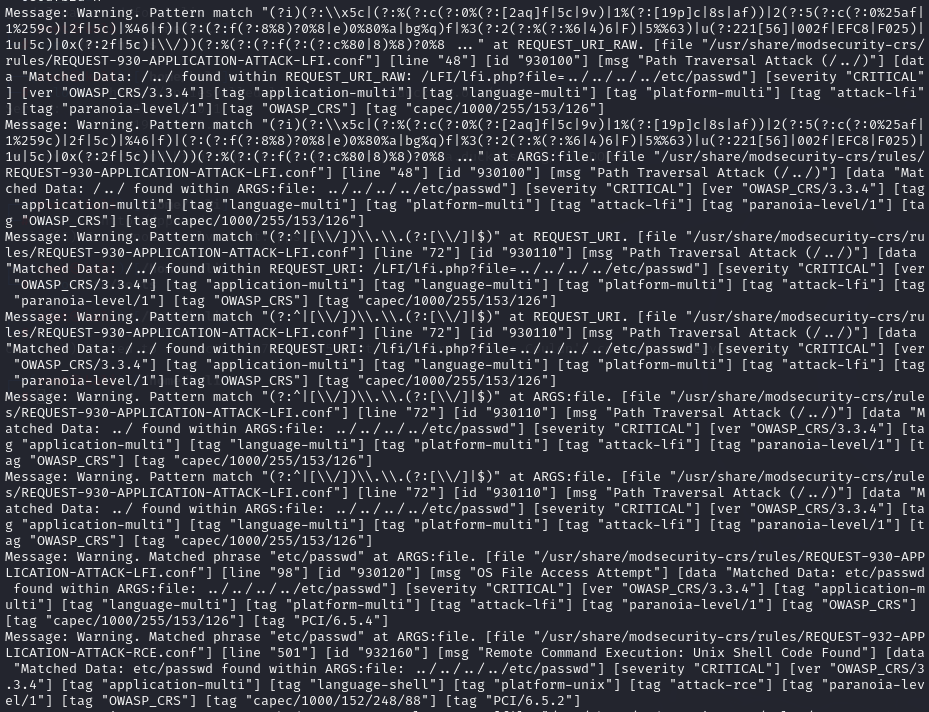 Message: Warning. Pattern match "(?i)(?:\\x5c|(?:%(?:c(?:0%(?:[2aq]f|5c|9v)|1%(?:[19p]c|8s|af))|2(?:5(?:c(?:0%25af|
1%259c)|2f|5c)|%46|f)|(?:(?:f(?:8%8)?0%8|e)0%80%a|bg%q)f|%3(?:2(?:%(?:%6|4)6|F)|5%%63)|u(?:221[56]|002f|EFC8|F025)|
1u|5c)|0x(?:2f|5c)|\\/))(?:%(?:(?:f(?:(?:c%80|8)%8)?0%8 ..." at REQUEST_URI_RAW. [file "/usr/share/modsecurity-crs/
rules/REQUEST-930-APPLICATION-ATTACK-LFI.conf"] [line "48"] [id "930100"] [msg "Path Traversal Attack (/../)"] [dat
a "Matched Data: /../ found within REQUEST_URI_RAW: /LFI/lfi.php?file=../../../../etc/passwd"] [severity "CRITICAL"
] [ver "OWASP_CRS/3.3.4"] [tag "application-multi"] [tag "language-multi"] [tag "platform-multi"] [tag "attack-lfi"
] [tag "paranoia-level/1"] [tag "OWASP_CRS"] [tag "capec/1000/255/153/126"]
Message: Warning. Pattern match "(?i)(?:\\x5c|(?:%(?:c(?:0%(?:[2aq]f|5c|9v)|1%(?:[19p]c|8s|af))|2(?:5(?:c(?:0%25af|
1%259c)|2f|5c)|%46|f)|(?:(?:f(?:8%8)?0%8|e)0%80%a|bg%q)f|%3(?:2(?:%(?:%6|4)6|F)|5%%63)|u(?:221[56]|002f|EFC8|F025)|
1u|5c)|0x(?:2f|5c)|\\/))(?:%(?:(?:f(?:(?:c%80|8)%8)?0%8 ..." at ARGS:file. [file "/usr/share/modsecurity-crs/rules/
REQUEST-930-APPLICATION-ATTACK-LFI.conf"] [line "48"] [id "930100"] [msg "Path Traversal Attack (/../)"] [data "Mat
ched Data: /../ found within ARGS:file: ../../../../etc/passwd"] [severity "CRITICAL"] [ver "OWASP_CRS/3.3.4"] [tag
 "application-multi"] [tag "language-multi"] [tag "platform-multi"] [tag "attack-lfi"] [tag "paranoia-level/1"] [ta
g "OWASP_CRS"] [tag "capec/1000/255/153/126"]
Message: Warning. Pattern match "(?:^|[\\/])\\.\\.(?:[\\/]|$)" at REQUEST_URI. [file "/usr/share/modsecurity-crs/ru
les/REQUEST-930-APPLICATION-ATTACK-LFI.conf"] [line "72"] [id "930110"] [msg "Path Traversal Attack (/../)"] [data 
"Matched Data: /../ found within REQUEST_URI: /LFI/lfi.php?file=../../../../etc/passwd"] [severity "CRITICAL"] [ver
 "OWASP_CRS/3.3.4"] [tag "application-multi"] [tag "language-multi"] [tag "platform-multi"] [tag "attack-lfi"] [tag
 "paranoia-level/1"] [tag "OWASP_CRS"] [tag "capec/1000/255/153/126"]
Message: Warning. Pattern match "(?:^|[\\/])\\.\\.(?:[\\/]|$)" at REQUEST_URI. [file "/usr/share/modsecurity-crs/ru
les/REQUEST-930-APPLICATION-ATTACK-LFI.conf"] [line "72"] [id "930110"] [msg "Path Traversal Attack (/../)"] [data 
"Matched Data: /../ found within REQUEST_URI: /lfi/lfi.php?file=../../../../etc/passwd"] [severity "CRITICAL"] [ver
 "OWASP_CRS/3.3.4"] [tag "application-multi"] [tag "language-multi"] [tag "platform-multi"] [tag "attack-lfi"] [tag
 "paranoia-level/1"] [tag "OWASP_CRS"] [tag "capec/1000/255/153/126"]
Message: Warning. Pattern match "(?:^|[\\/])\\.\\.(?:[\\/]|$)" at ARGS:file. [file "/usr/share/modsecurity-crs/rule
s/REQUEST-930-APPLICATION-ATTACK-LFI.conf"] [line "72"] [id "930110"] [msg "Path Traversal Attack (/../)"] [data "M
atched Data: ../ found within ARGS:file: ../../../../etc/passwd"] [severity "CRITICAL"] [ver "OWASP_CRS/3.3.4"] [ta
g "application-multi"] [tag "language-multi"] [tag "platform-multi"] [tag "attack-lfi"] [tag "paranoia-level/1"] [t
ag "OWASP_CRS"] [tag "capec/1000/255/153/126"]
Message: Warning. Pattern match "(?:^|[\\/])\\.\\.(?:[\\/]|$)" at ARGS:file. [file "/usr/share/modsecurity-crs/rule
s/REQUEST-930-APPLICATION-ATTACK-LFI.conf"] [line "72"] [id "930110"] [msg "Path Traversal Attack (/../)"] [data "M
atched Data: ../ found within ARGS:file: ../../../../etc/passwd"] [severity "CRITICAL"] [ver "OWASP_CRS/3.3.4"] [ta
g "application-multi"] [tag "language-multi"] [tag "platform-multi"] [tag "attack-lfi"] [tag "paranoia-level/1"] [t
ag "OWASP_CRS"] [tag "capec/1000/255/153/126"]
Message: Warning. Matched phrase "etc/passwd" at ARGS:file. [file "/usr/share/modsecurity-crs/rules/REQUEST-930-APP
LICATION-ATTACK-LFI.conf"] [line "98"] [id "930120"] [msg "OS File Access Attempt"] [data "Matched Data: etc/passwd
 found within ARGS:file: ../../../../etc/passwd"] [severity "CRITICAL"] [ver "OWASP_CRS/3.3.4"] [tag "application-m
ulti"] [tag "language-multi"] [tag "platform-multi"] [tag "attack-lfi"] [tag "paranoia-level/1"] [tag "OWASP_CRS"] 
[tag "capec/1000/255/153/126"] [tag "PCI/6.5.4"]
Message: Warning. Matched phrase "etc/passwd" at ARGS:file. [file "/usr/share/modsecurity-crs/rules/REQUEST-932-APP
LICATION-ATTACK-RCE.conf"] [line "501"] [id "932160"] [msg "Remote Command Execution: Unix Shell Code Found"] [data
 "Matched Data: etc/passwd found within ARGS:file: ../../../../etc/passwd"] [severity "CRITICAL"] [ver "OWASP_CRS/3
.3.4"] [tag "application-multi"] [tag "language-shell"] [tag "platform-unix"] [tag "attack-rce"] [tag "paranoia-lev
el/1"] [tag "OWASP_CRS"] [tag "capec/1000/152/248/88"] [tag "PCI/6.5.2"]